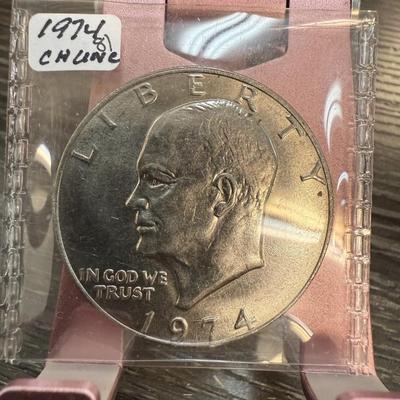 1974
CH UNC
LIBERTY
IN GOD WE
TRUST
1974